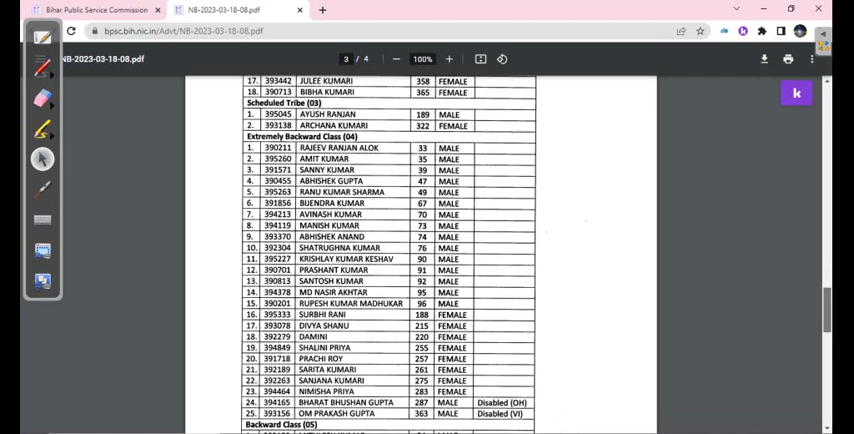 Bihar Public Service Commission
NB-2023-03-18-08.pdf
bpsc.bih.nic.in/Advt/NB-2023-03-18-08.pdf
NB-2023-03-18-08.pdf
3 / 4
100%
k
17. 393442 JULEE KUMARI 358 FEMALE
18. 390713 BIBHA KUMARI 365 FEMALE
Scheduled Tribe (03)
1. 395045 AYUSH RANJAN 189 MALE
2. 393138 ARCHANA KUMARI 322 FEMALE
Extremely Backward Class (04)
1. 390211 RAJEEV RANJAN ALOK 33 MALE
2. 395260 AMIT KUMAR 35 MALE
3. 391571 SANNY KUMAR 39 MALE
4. 390455 ABHISHEK GUPTA 47 MALE
5. 395263 RANU KUMAR SHARMA 49 MALE
6. 391856 BIJENDRA KUMAR 67 MALE
7. 394213 AVINASH KUMAR 70 MALE
8. 394119 MANISH KUMAR 73 MALE
9. 393370 ABHISHEK ANAND 74 MALE
10. 392304 SHATRUGHNA KUMAR 76 MALE
11. 395227 KRISHLAY KUMAR KESHAV 90 MALE
12. 390701 PRASHANT KUMAR 91 MALE
13. 390813 SANTOSH KUMAR 92 MALE
14. 394378 MD NASIR AKHTAR 95 MALE
15. 390201 RUPESH KUMAR MADHUKAR 96 MALE
16. 395333 SURBHI RANI 188 FEMALE
17. 393078 DIVYA SHANU 215 FEMALE
18. 392279 DAMINI 220 FEMALE
19. 394849 SHALINI PRIYA 255 FEMALE
20. 391718 PRACHI ROY 257 FEMALE
21. 392189 SARITA KUMARI 261 FEMALE
22. 392263 SANJANA KUMARI 275 FEMALE
23. 394464 NIMISHA PRIYA 283 FEMALE
24. 394165 BHARAT BHUSHAN GUPTA 287 MALE Disabled (OH)
25. 393156 OM PRAKASH GUPTA 363 MALE Disabled (VI)
Backward Class (05)